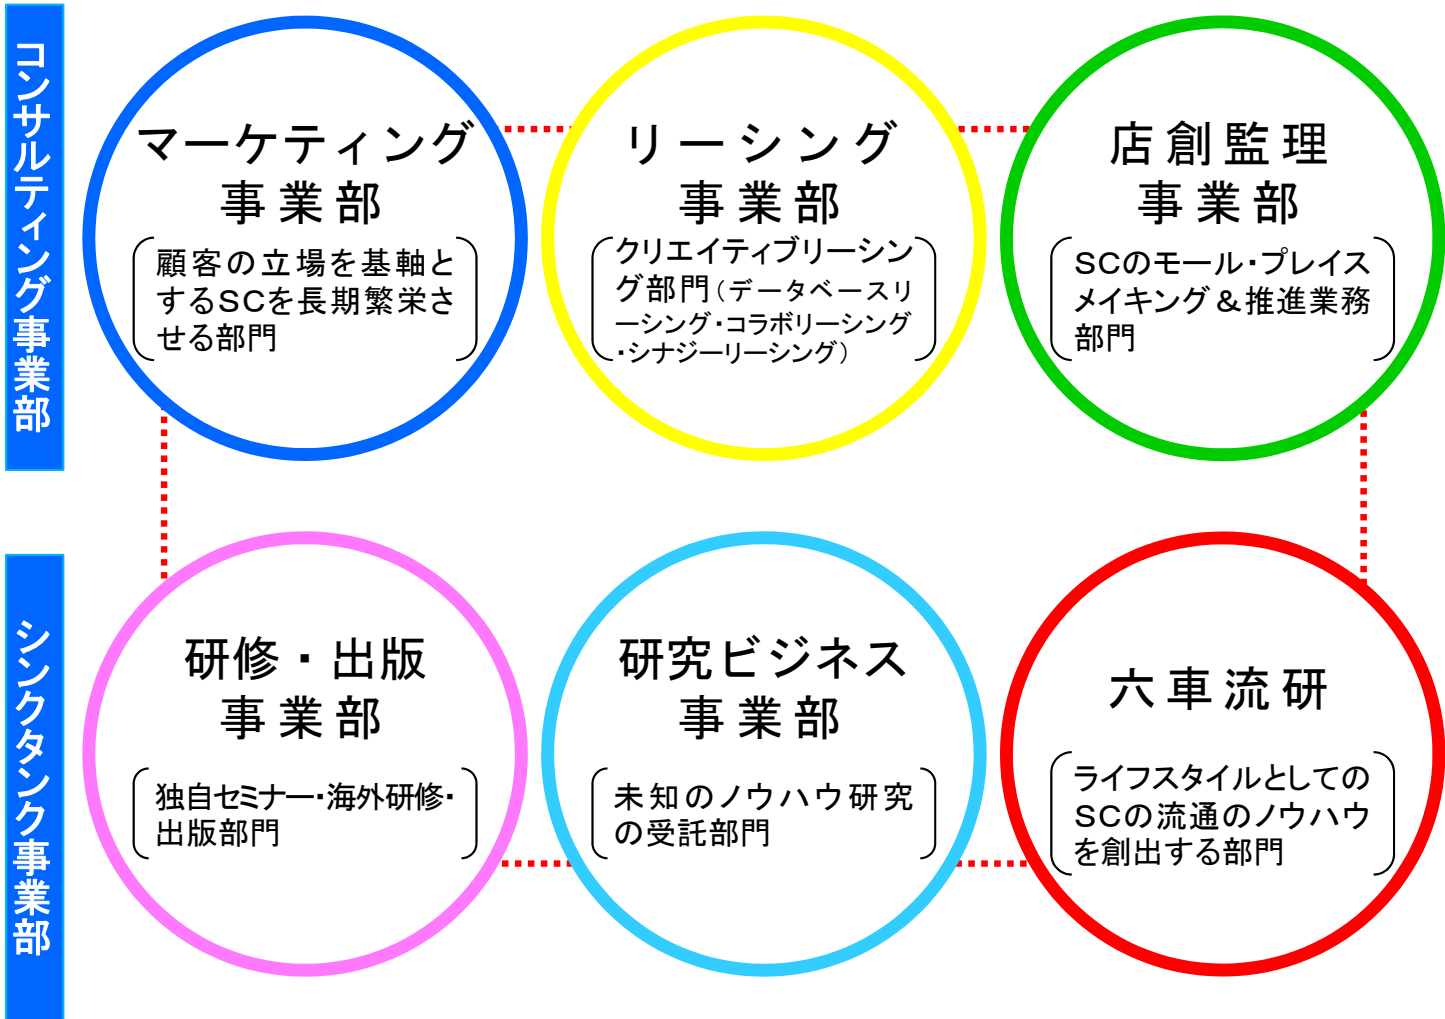 コンサルティング事業部
マーケティング
事業部
顧客の立場を基軸と
するSCを長期繁栄さ
せる部門
リーシング
事業部
クリエイティブリーシン
グ部門(データベースリ
ーシング・コラボリーシング
・シナジーリーシング)
店創監理
事業部
SCのモール・プレイス
メイキング&推進業務
部門
シンクタンク事業部
研修・出版
事業部
独自セミナー・海外研修・
出版部門
研究ビジネス
事業部
未知のノウハウ研究
の受託部門
六車流研
ライフスタイルとしての
SCの流通のノウハウ
を創出する部門